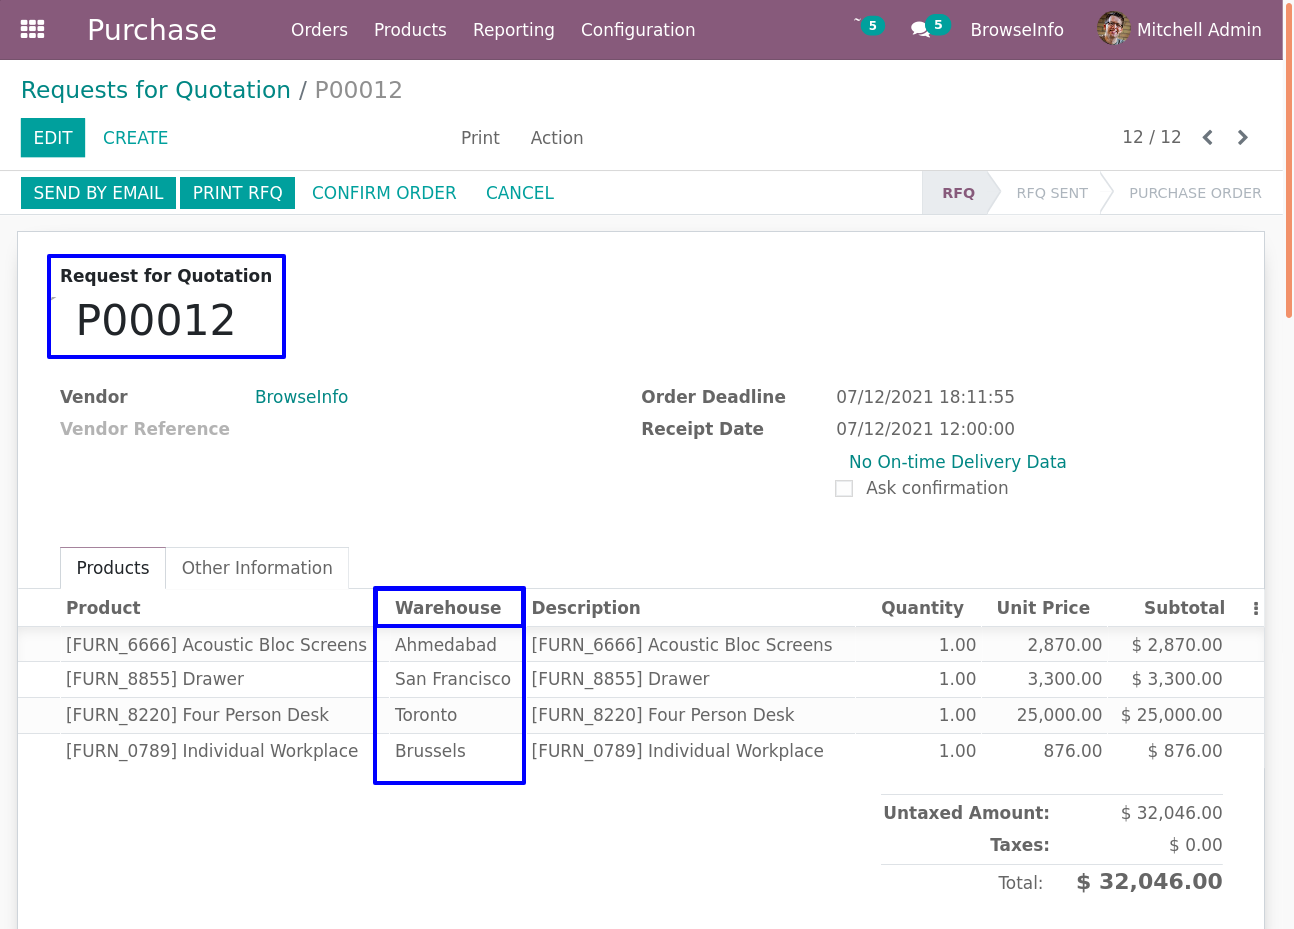 Purchase Orders Products Reporting Configuration 5 5 BrowseInfo Mitchell Admin
Requests for Quotation / P00012
EDIT CREATE Print Action 12 / 12
SEND BY EMAIL PRINT RFQ CONFIRM ORDER CANCEL RFQ RFQ SENT PURCHASE ORDER
Request for Quotation
P00012
Vendor BrowseInfo Order Deadline 07/12/2021 18:11:55
Vendor Reference Receipt Date 07/12/2021 12:00:00
No On-time Delivery Data
Ask confirmation
Products Other Information
Product Warehouse Description Quantity Unit Price Subtotal
[FURN_6666] Acoustic Bloc Screens Ahmedabad [FURN_6666] Acoustic Bloc Screens 1.00 2,870.00 $ 2,870.00
[FURN_8855] Drawer San Francisco [FURN_8855] Drawer 1.00 3,300.00 $ 3,300.00
[FURN_8220] Four Person Desk Toronto [FURN_8220] Four Person Desk 1.00 25,000.00 $ 25,000.00
[FURN_0789] Individual Workplace Brussels [FURN_0789] Individual Workplace 1.00 876.00 $ 876.00
Untaxed Amount: $ 32,046.00
Taxes: $ 0.00
Total: $ 32,046.00